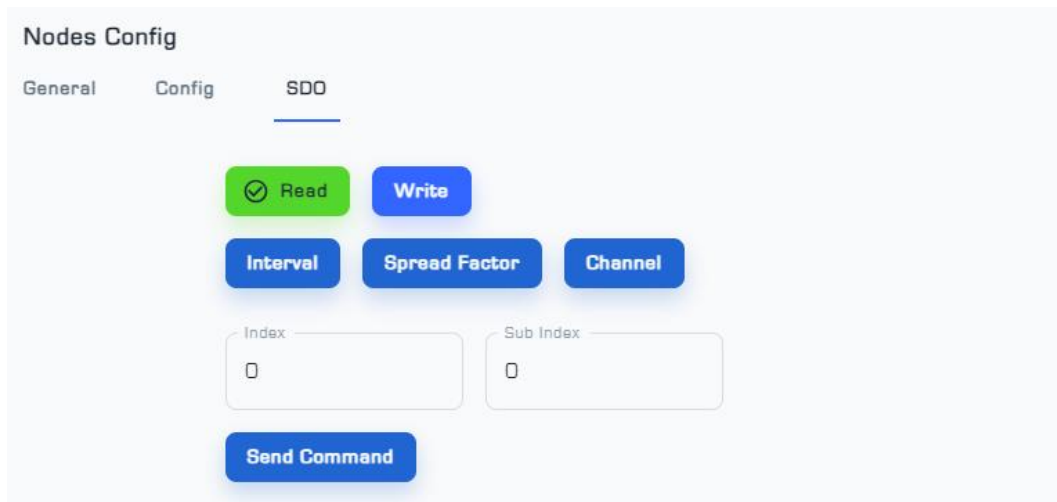 Nodes Config
General Config SDO
Read Write
Interval Spread Factor Channel
Index Sub Index
0 0
Send Command